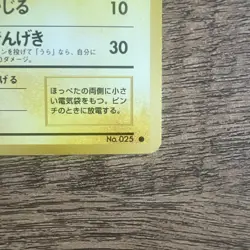 じる 10
でんげき 30
ンを投げて「うら」なら、自分に
のダメージ。
げる
ほっぺたの両側に小さ
い電気袋をもつ。ピン
チのときに放電する。
No.025 ●